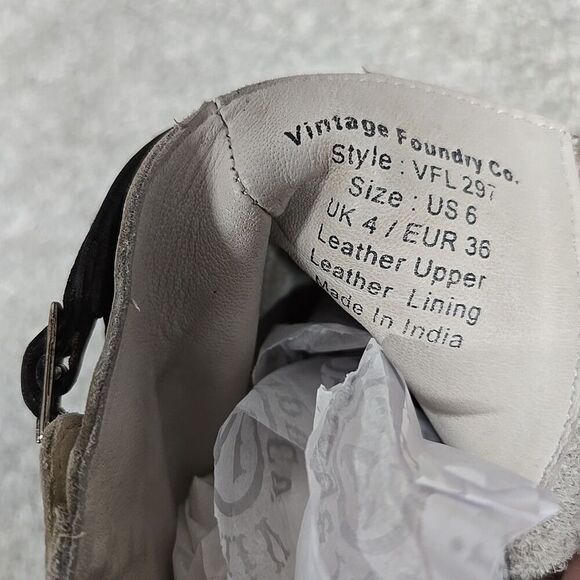 Vintage Foundry Co.
Style : VFL 297
Size : US 6
UK 4 / EUR 36
Leather Upper
Leather Lining
Made In India